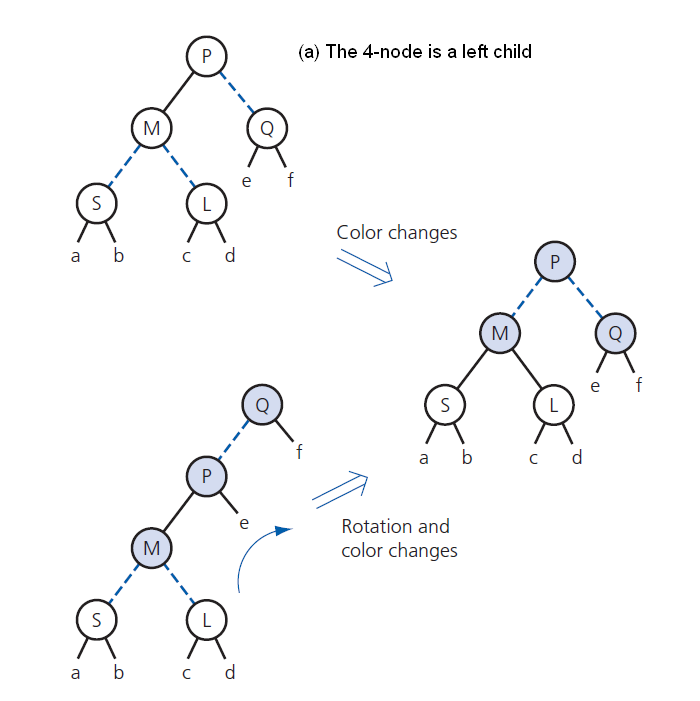 (a) The 4-node is a left child
P
M
Q
S
L
e
f
a
b
c
d
Color changes
P
M
Q
S
L
e
f
a
b
c
d
Q
P
f
M
e
S
L
a
b
c
d
Rotation and
color changes